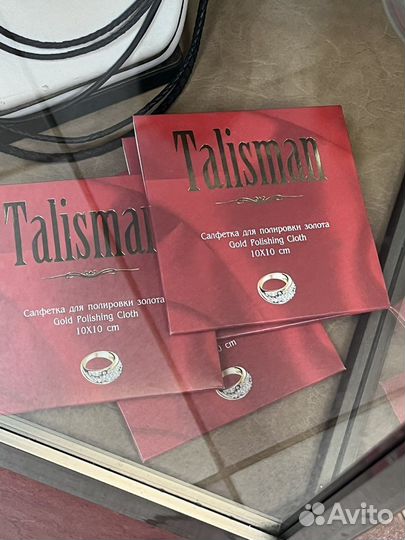 Talisman
Салфетка для полировки золота
Gold Polishing Cloth
10X10 cm
Talisman
Салфетка для полировки золота
Gold Polishing Cloth
10X10 cm
cm
Avito